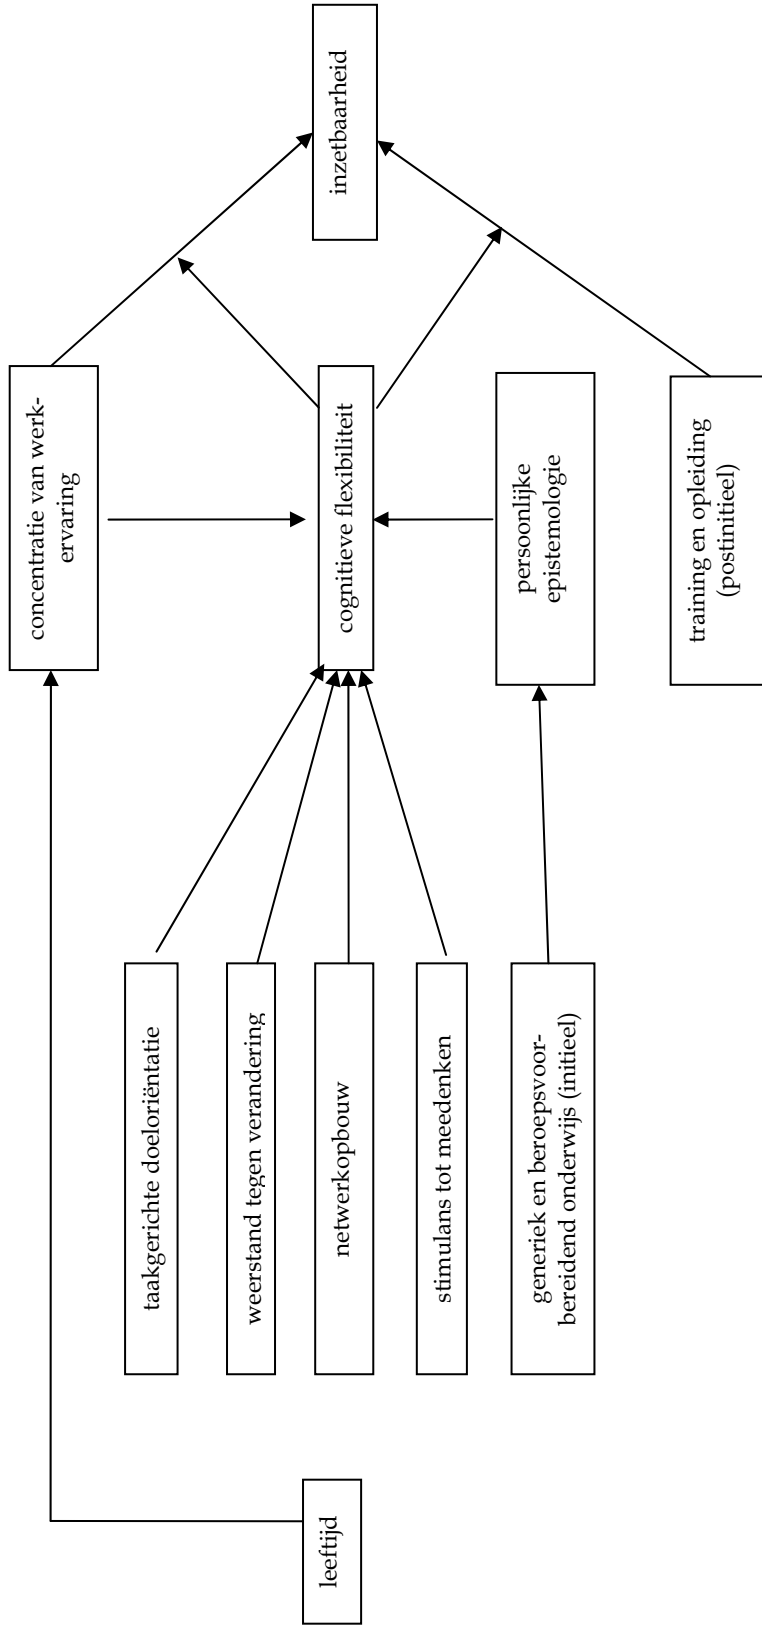 leeftijd
taakgerichte doeloriëntatie
weerstand tegen verandering
netwerkopbouw
stimulans tot meedenken
generiek en beroepsvoor-
bereidend onderwijs (initieel)
concentratie van werk-
ervaring
cognitieve flexibiliteit
persoonlijke
epistemologie
training en opleiding
(postinitieel)
inzetbaarheid